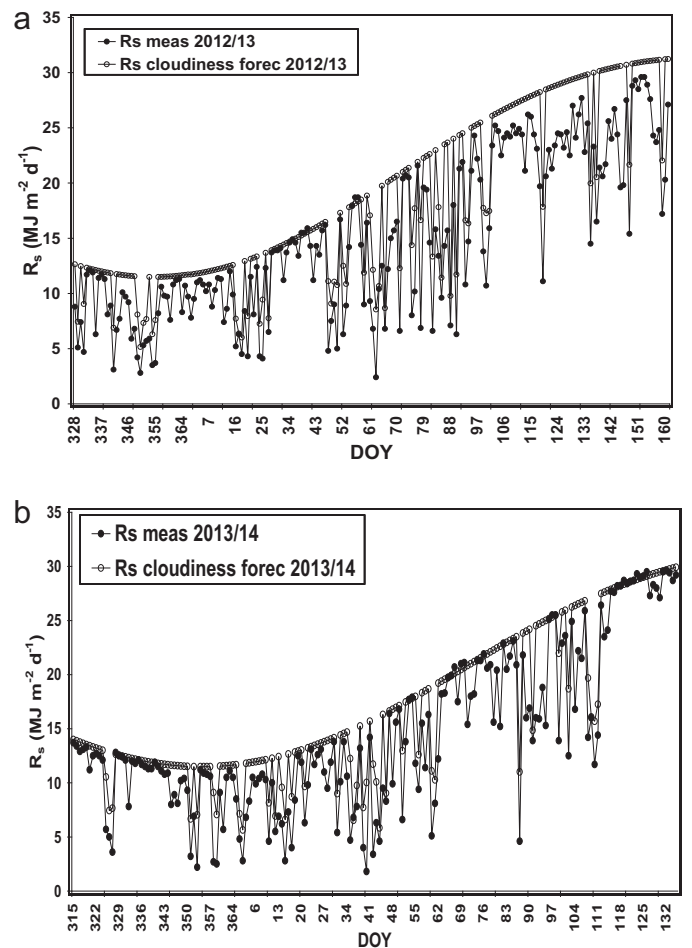 a
35
30
25
20
15
10
5
0
Rs (MJ m⁻² d⁻¹)
Rs meas 2012/13
Rs cloudiness forec 2012/13
328 337 346 355 364 7 16 25 34 43 52 61 70 79 88 97 106 115 124 133 142 151 160
DOY
b
35
30
25
20
15
10
5
0
Rs (MJ m⁻² d⁻¹)
Rs meas 2013/14
Rs cloudiness forec 2013/14
315 322 329 336 343 350 357 364 6 13 20 27 34 41 48 55 62 69 76 83 90 97 104 111 118 125 132
DOY